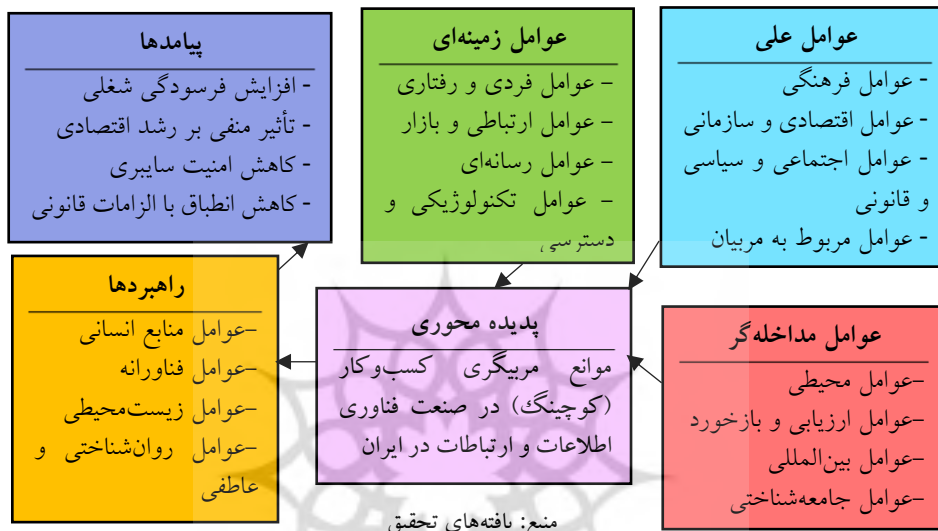 عوامل علی
- عوامل فرهنگی
- عوامل اقتصادی و سازمانی
- عوامل اجتماعی و سیاسی
و قانونی
- عوامل مربوط به مربیان
عوامل زمینه‌ای
– عوامل فردی و رفتاری
– عوامل ارتباطی و بازار
– عوامل رسانه‌ای
– عوامل تکنولوژیکی و
دسترسی
پیامدها
- افزایش فرسودگی شغلی
- تأثیر منفی بر رشد اقتصادی
- کاهش امنیت سایبری
- کاهش انطباق با الزامات قانونی
عوامل مداخله‌گر
–عوامل محیطی
–عوامل ارزیابی و بازخورد
–عوامل بین‌المللی
–عوامل جامعه‌شناختی
پدیده محوری
موانع مربیگری کسب‌وکار
(کوچینگ) در صنعت فناوری
اطلاعات و ارتباطات در ایران
راهبردها
–عوامل منابع انسانی
–عوامل فناورانه
–عوامل زیست‌محیطی
–عوامل روان‌شناختی و
عاطفی
منبع: یافته‌های تحقیق